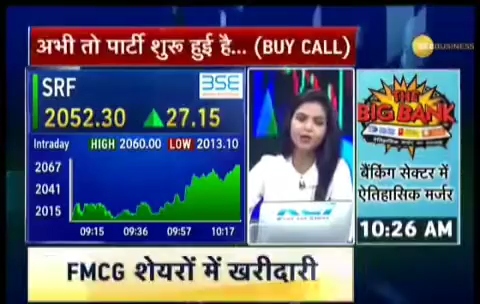 अभी तो पार्टी शुरू हुई है... (BUY CALL)
ZEE BUSINESS
SRF
BSE
2052.30 27.15
Intraday HIGH 2060.00 LOW 2013.10
2067
2041
2015
09:15 09:36 09:57 10:17
THE
BIG BANK
बैंकिंग सेक्टर में
ऐतिहासिक मर्जर
10:26 AM
FMCG शेयरों में खरीदारी